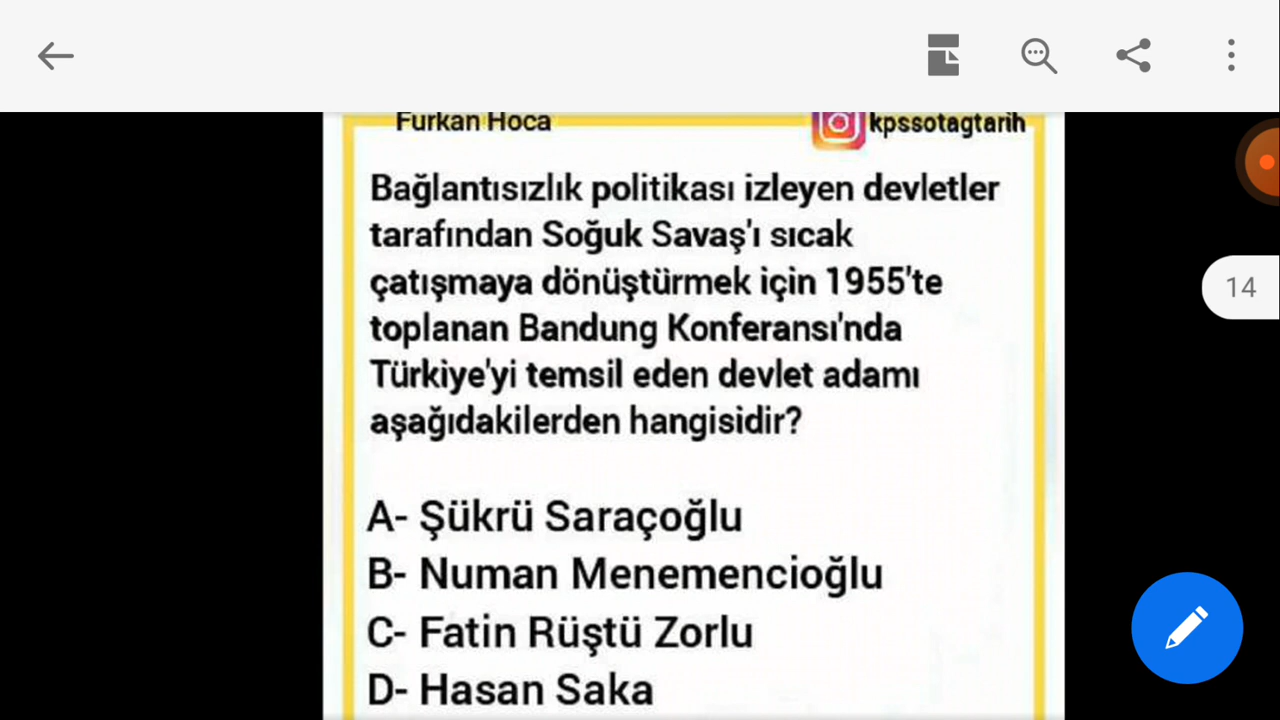 Furkan Hoca
kpssotagtarih
Bağlantısızlık politikası izleyen devletler
tarafından Soğuk Savaş'ı sıcak
çatışmaya dönüştürmek için 1955'te
toplanan Bandung Konferansı'nda
Türkiye'yi temsil eden devlet adamı
aşağıdakilerden hangisidir?
A- Şükrü Saraçoğlu
B- Numan Menemencioğlu
C- Fatin Rüştü Zorlu
D- Hasan Saka
14